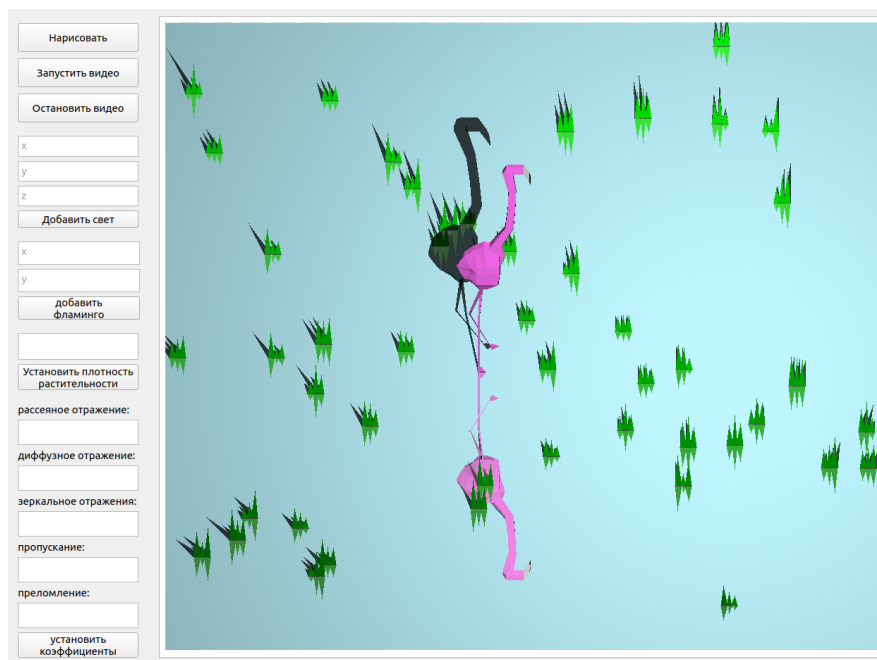 Нарисовать
Запустить видео
Остановить видео
x
y
z
Добавить свет
x
y
добавить
фламинго
Установить плотность
растительности
рассеяное отражение:
диффузное отражение:
зеркальное отражения:
пропускание:
преломление:
установить
коэффициенты